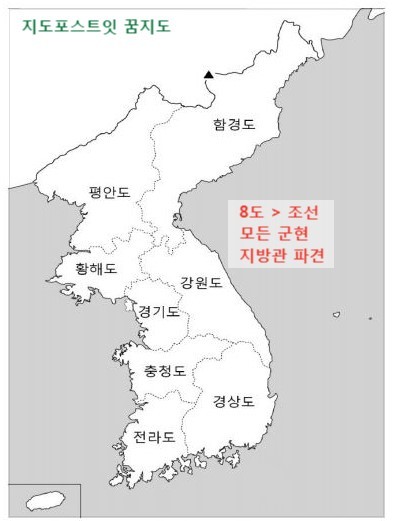 지도포스트잇 꿈지도
함경도
평안도
8도 > 조선
모든 군현
지방관 파견
황해도
강원도
경기도
충청도
경상도
전라도